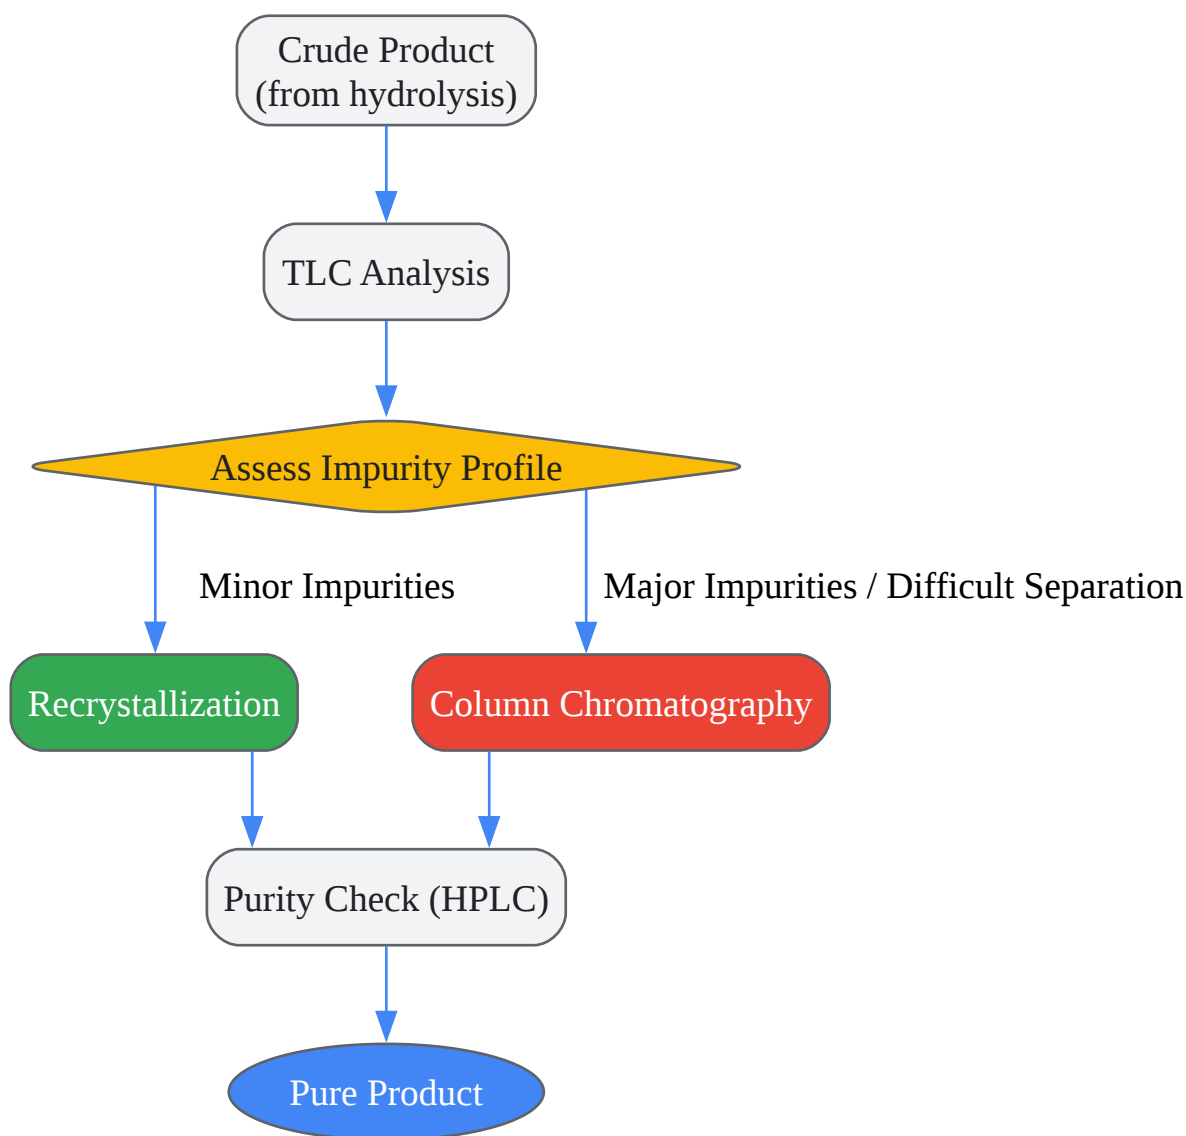 Crude Product
(from hydrolysis)
TLC Analysis
Assess Impurity Profile
Minor Impurities
Major Impurities / Difficult Separation
Recrystallization
Column Chromatography
Purity Check (HPLC)
Pure Product